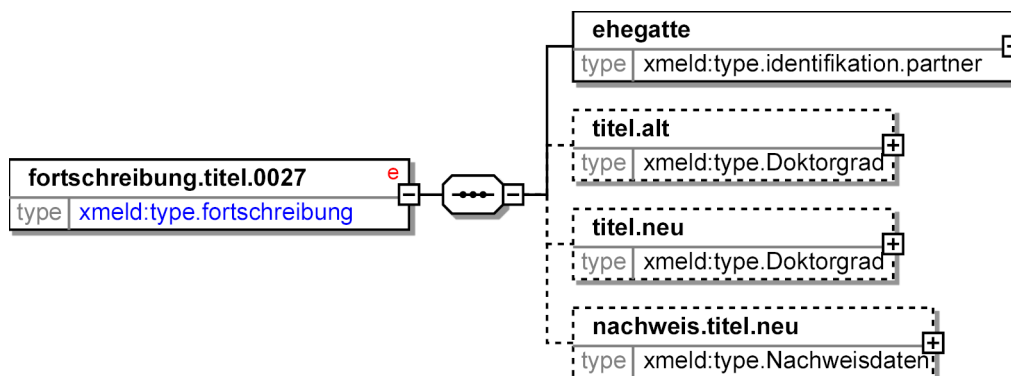 ehegatte
type xmeld:type.identifikation.partner
titel.alt
type xmeld:type.Doktorgrad
fortschreibung.titel.0027 e
type xmeld:type.fortschreibung
titel.neu
type xmeld:type.Doktorgrad
nachweis.titel.neu
type xmeld:type.Nachweisdaten